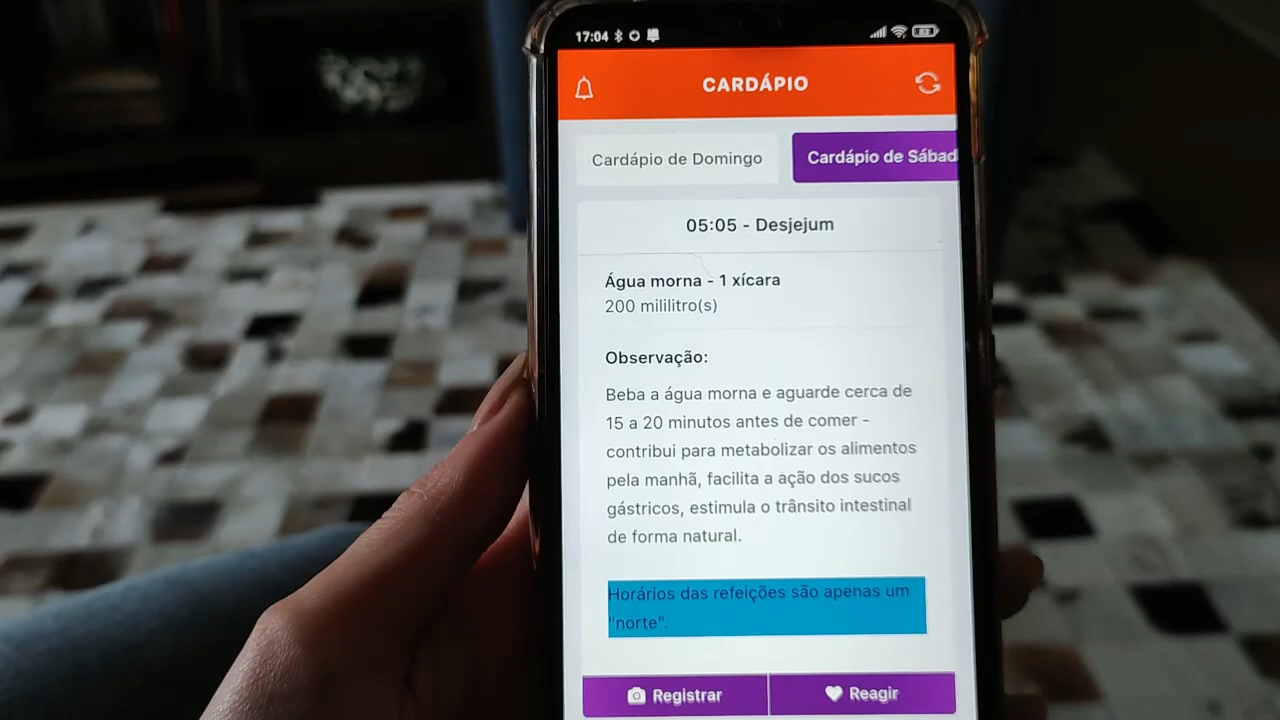 17:04
83
CARDÁPIO
Cardápio de Domingo
Cardápio de Sábad
05:05 - Desjejum
Água morna - 1 xícara
200 mililitro(s)
Observação:
Beba a água morna e aguarde cerca de
15 a 20 minutos antes de comer -
contribui para metabolizar os alimentos
pela manhã, facilita a ação dos sucos
gástricos, estimula o trânsito intestinal
de forma natural.
Horários das refeições são apenas um
"norte".
Registrar
Reagir